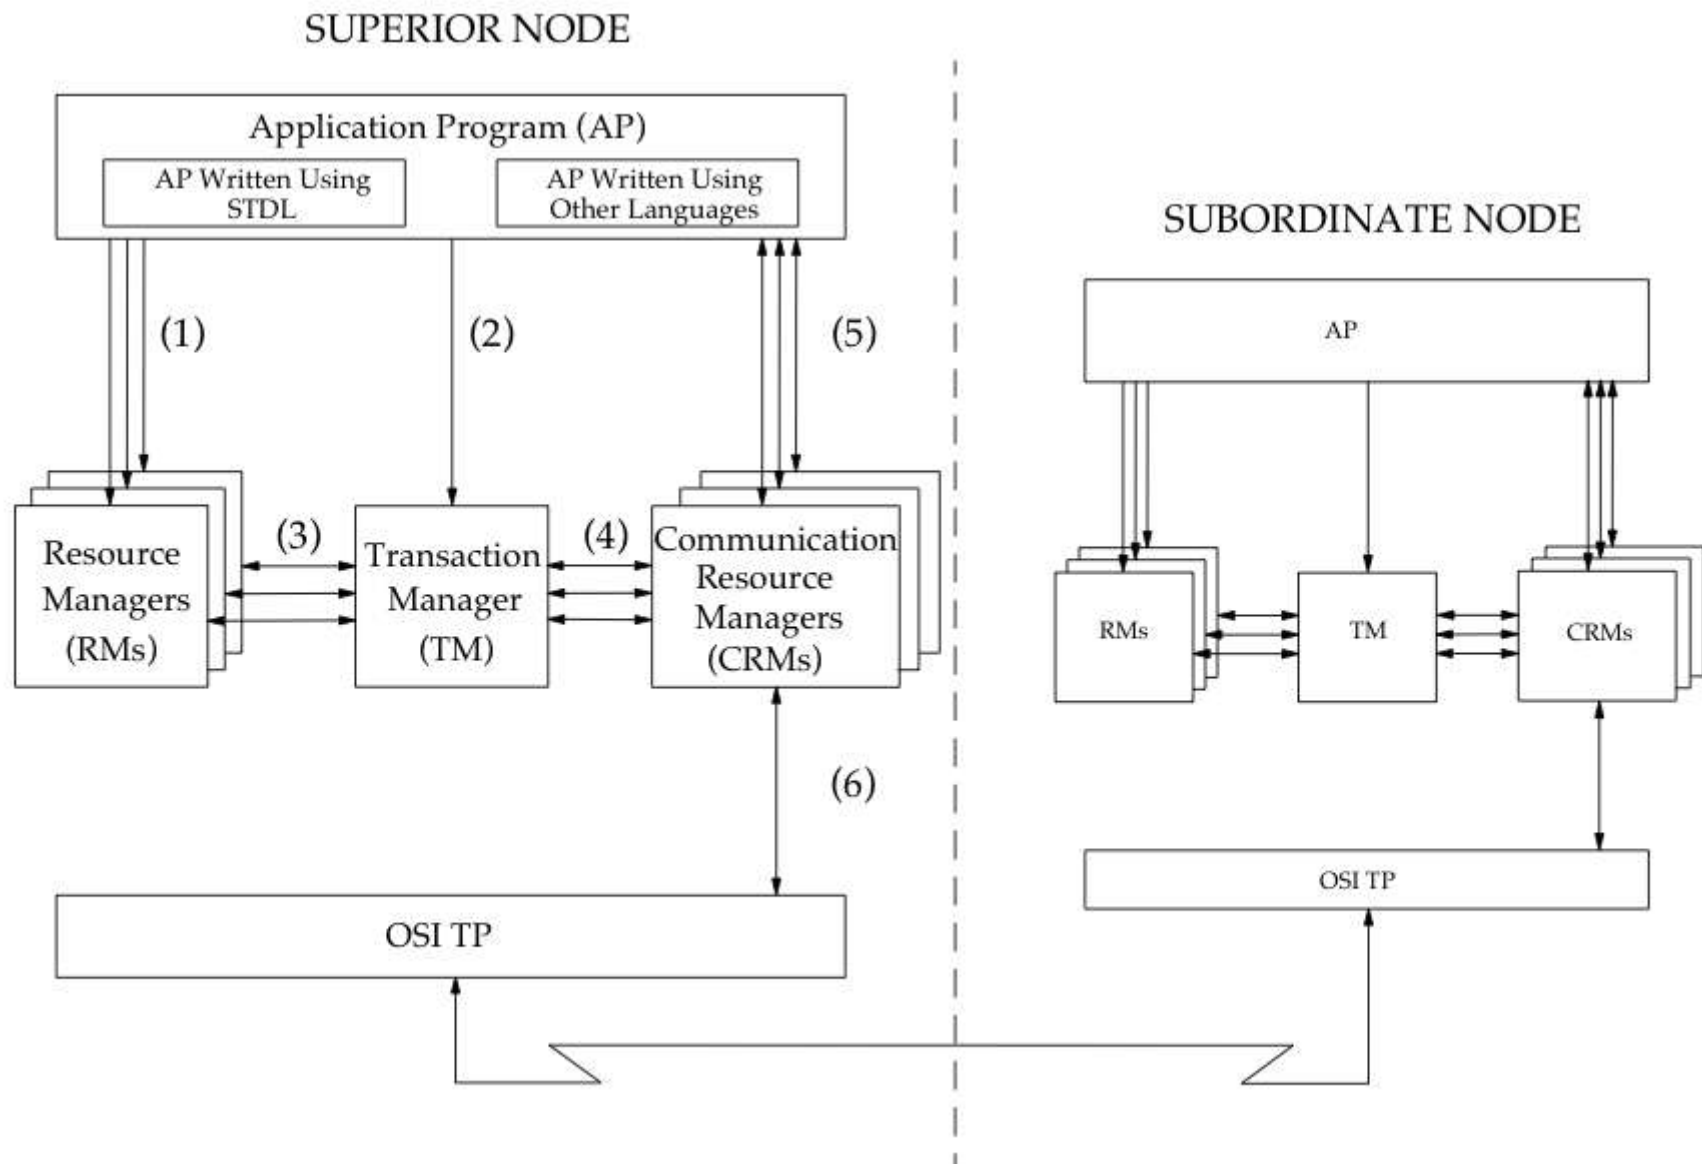 SUPERIOR NODE
Application Program (AP)
AP Written Using
STDL
AP Written Using
Other Languages
(1)
(2)
(5)
Resource
Managers
(RMs)
(3)
Transaction
Manager
(TM)
(4)
Communication
Resource
Managers
(CRMs)
(6)
OSI TP
SUBORDINATE NODE
AP
RMs
TM
CRMs
OSI TP